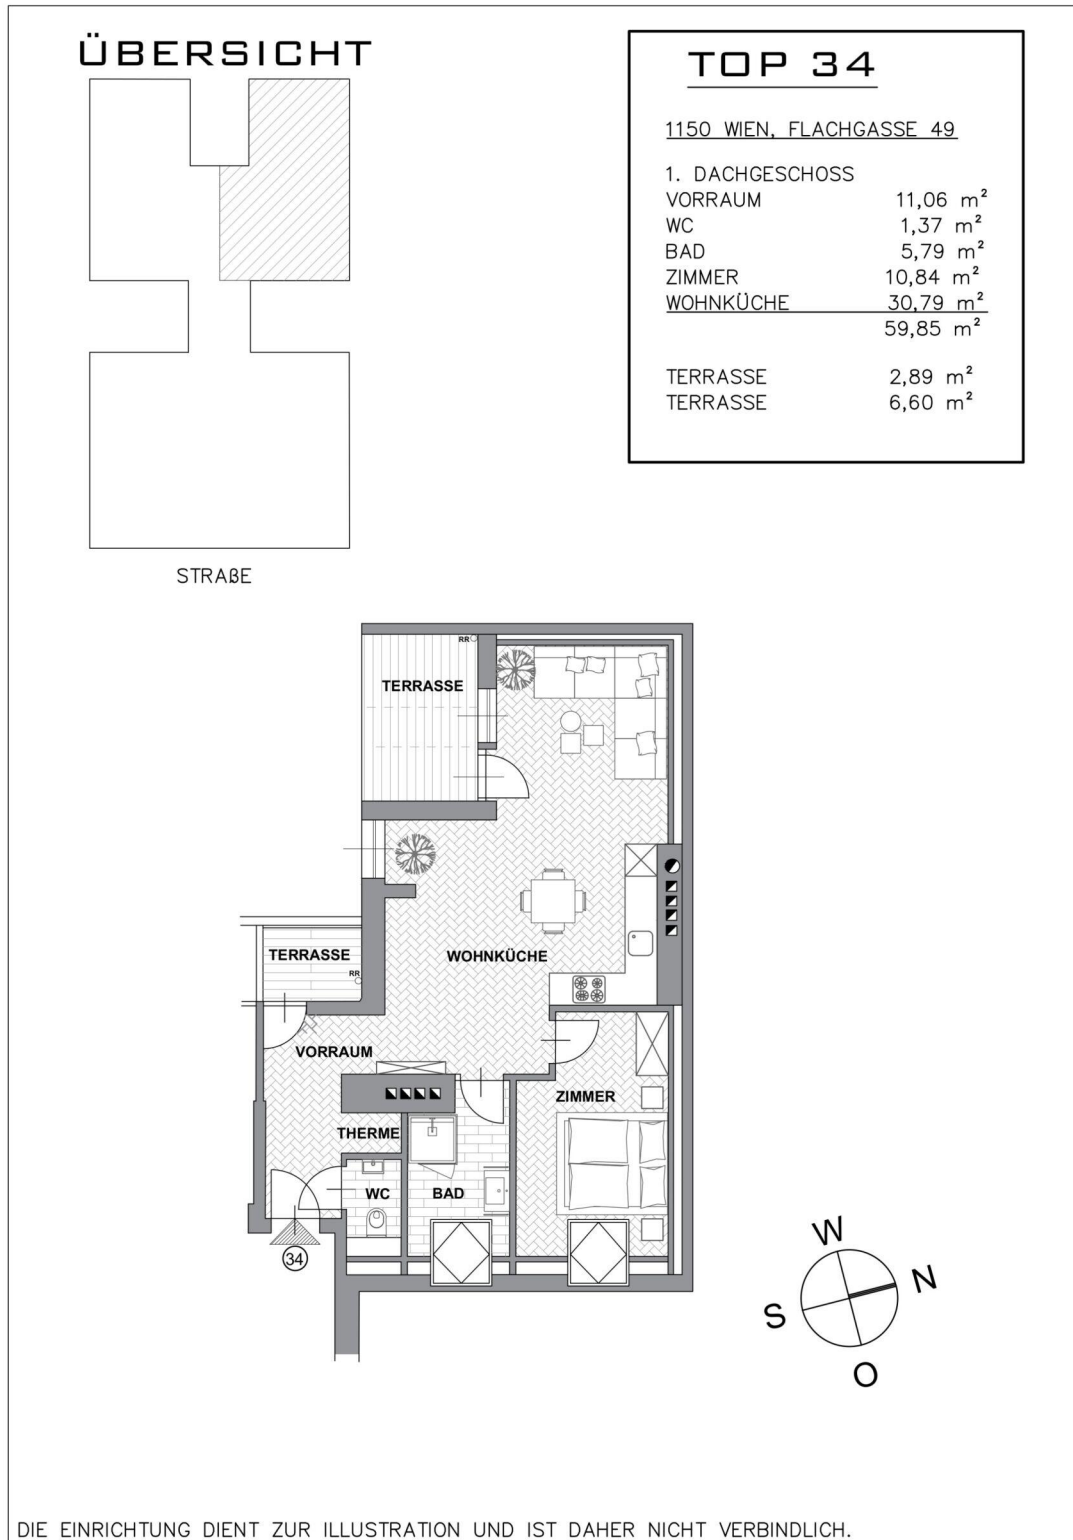 ÜBERSICHT
STRAßE
TOP 34
1150 WIEN, FLACHGASSE 49
1. DACHGESCHOSS
VORRAUM 11,06 m²
WC 1,37 m²
BAD 5,79 m²
ZIMMER 10,84 m²
WOHNKÜCHE 30,79 m²
59,85 m²
TERRASSE 2,89 m²
TERRASSE 6,60 m²
RR
TERRASSE
TERRASSE
RR
WOHNKÜCHE
VORRAUM
ZIMMER
THERME
WC
BAD
34
W
N
S
O
DIE EINRICHTUNG DIENT ZUR ILLUSTRATION UND IST DAHER NICHT VERBINDLICH.